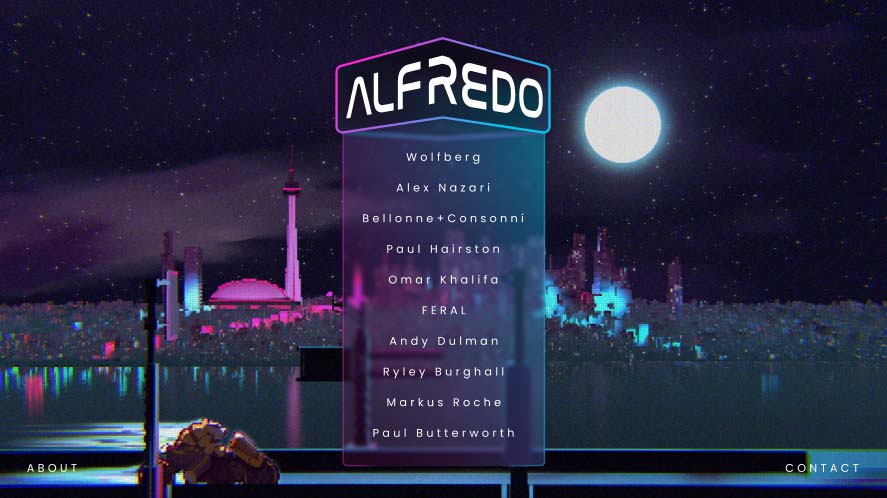 ALFREDO
Wolfberg
Alex Nazari
Bellonne+Consonni
Paul Hairston
Omar Khalifa
FERAL
Andy Dulman
Ryley Burghall
Markus Roche
Paul Butterworth
ABOUT
CONTACT